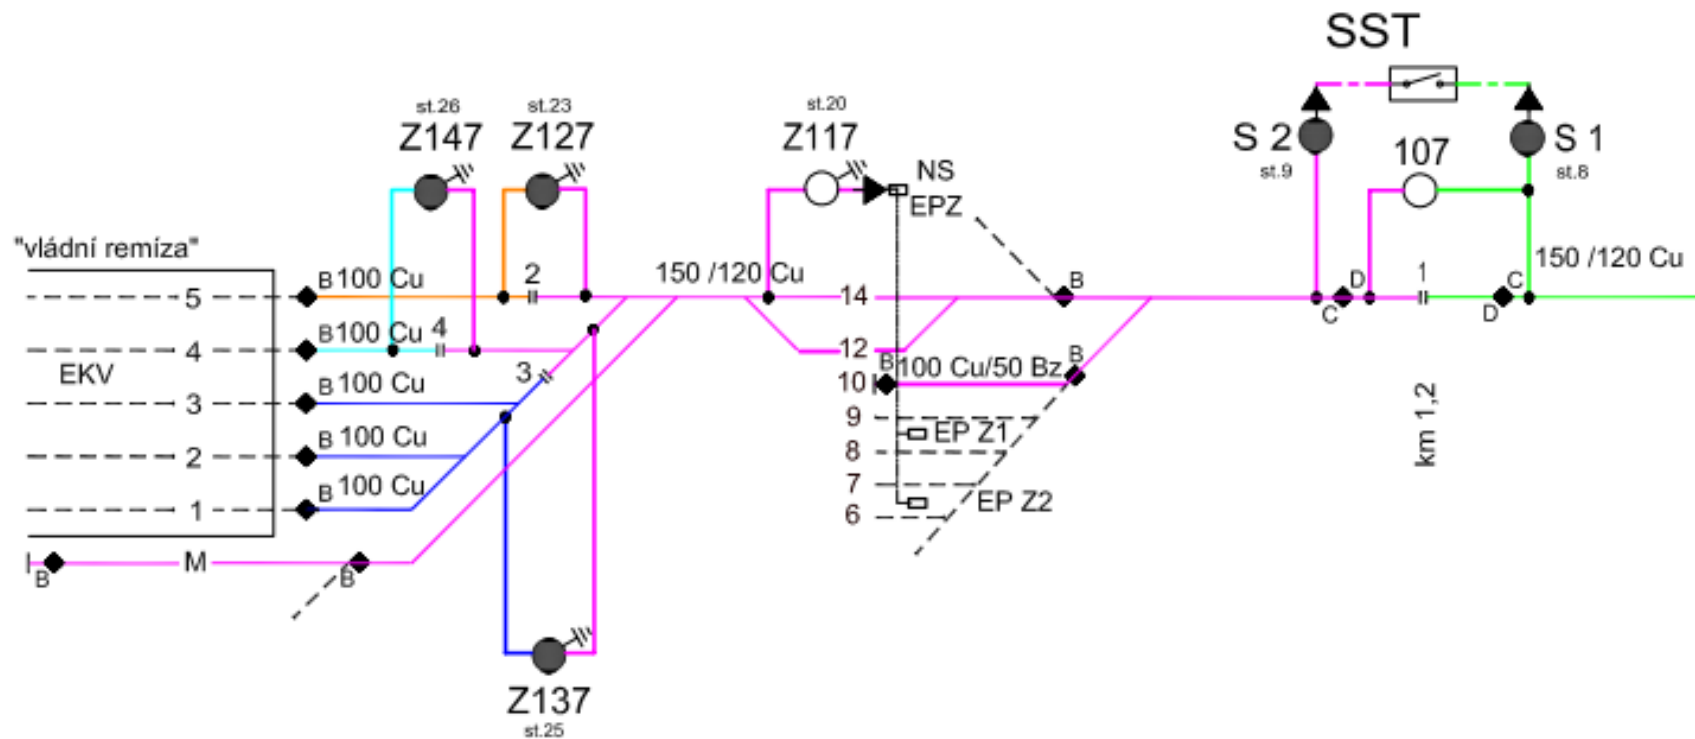 SST
st.26
st.23
st.20
Z147
Z127
Z117
S 2
107
S 1
st.9
st.8
NS
EPZ
"vládní remíza"
B 100 Cu
2
150 /120 Cu
150 /120 Cu
5
14
B
D
1
C
C
D
B 100 Cu
4
4
12
EKV
3
B 100 Cu/50 Bz
B
10
B 100 Cu
3
9
EP Z1
km 1,2
B 100 Cu
2
8
7
B 100 Cu
EP Z2
1
6
M
B
B
Z137
st.25